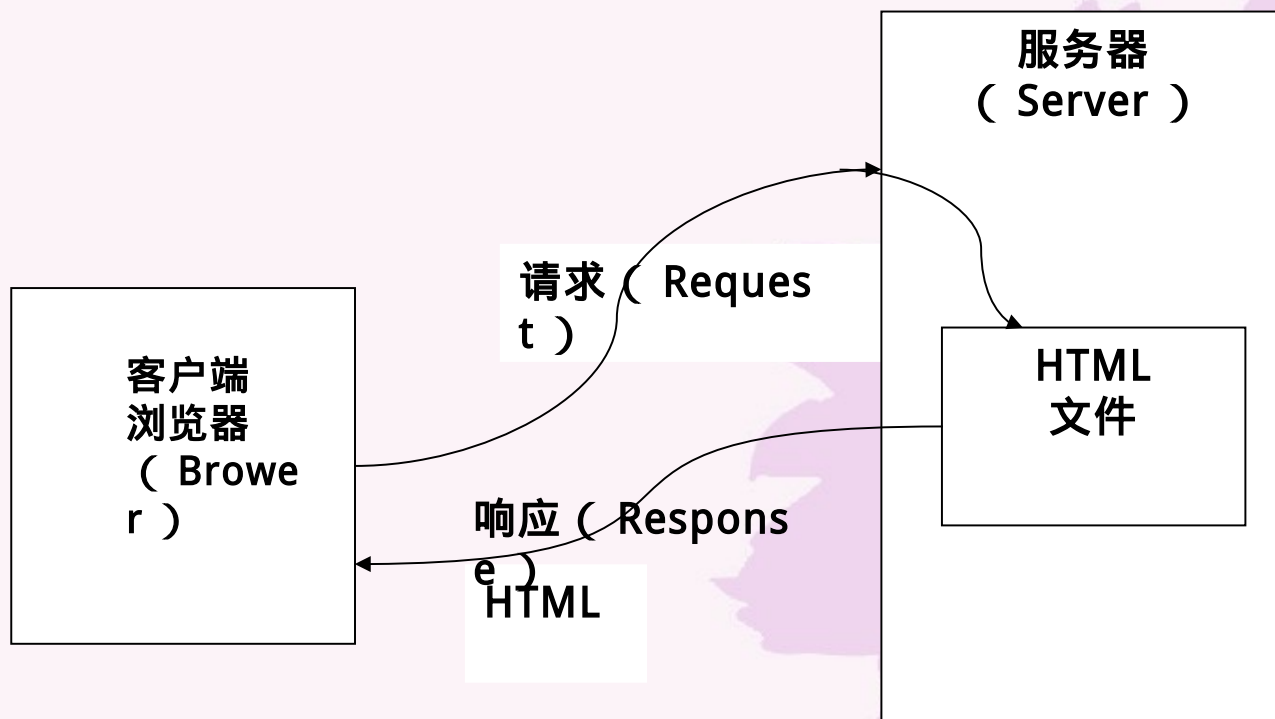 服务器
（ Server ）
请求（ Reques
t ）
客户端
浏览器
（ Browe
r ）
HTML
文件
响应（ Respons
e ）
HTML